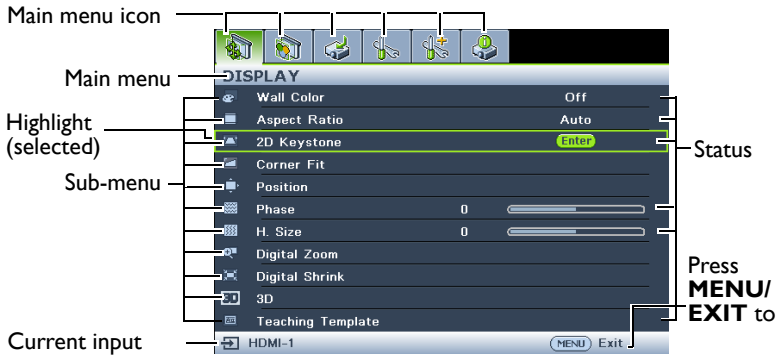 Main menu icon
Main menu
DISPLAY
Wall Color Off
Aspect Ratio Auto
Highlight
(selected)
2D Keystone Enter
Status
Corner Fit
Sub-menu
Position
Phase 0
H. Size 0
Digital Zoom
Digital Shrink
3D 3D
Teaching Template
Press
MENU/
EXIT to
Current input
HDMI-1 MENU Exit